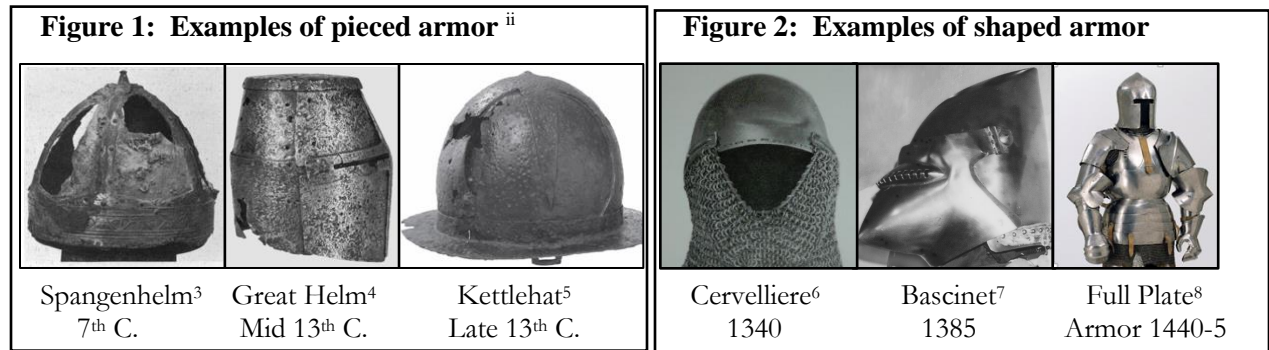 Figure 1: Examples of pieced armor ii
Spangenhelm3 Great Helm4 Kettlehat5
7th C. Mid 13th C. Late 13th C.
Figure 2: Examples of shaped armor
Cervelliere6 Bascinet7 Full Plate8
1340 1385 Armor 1440-5